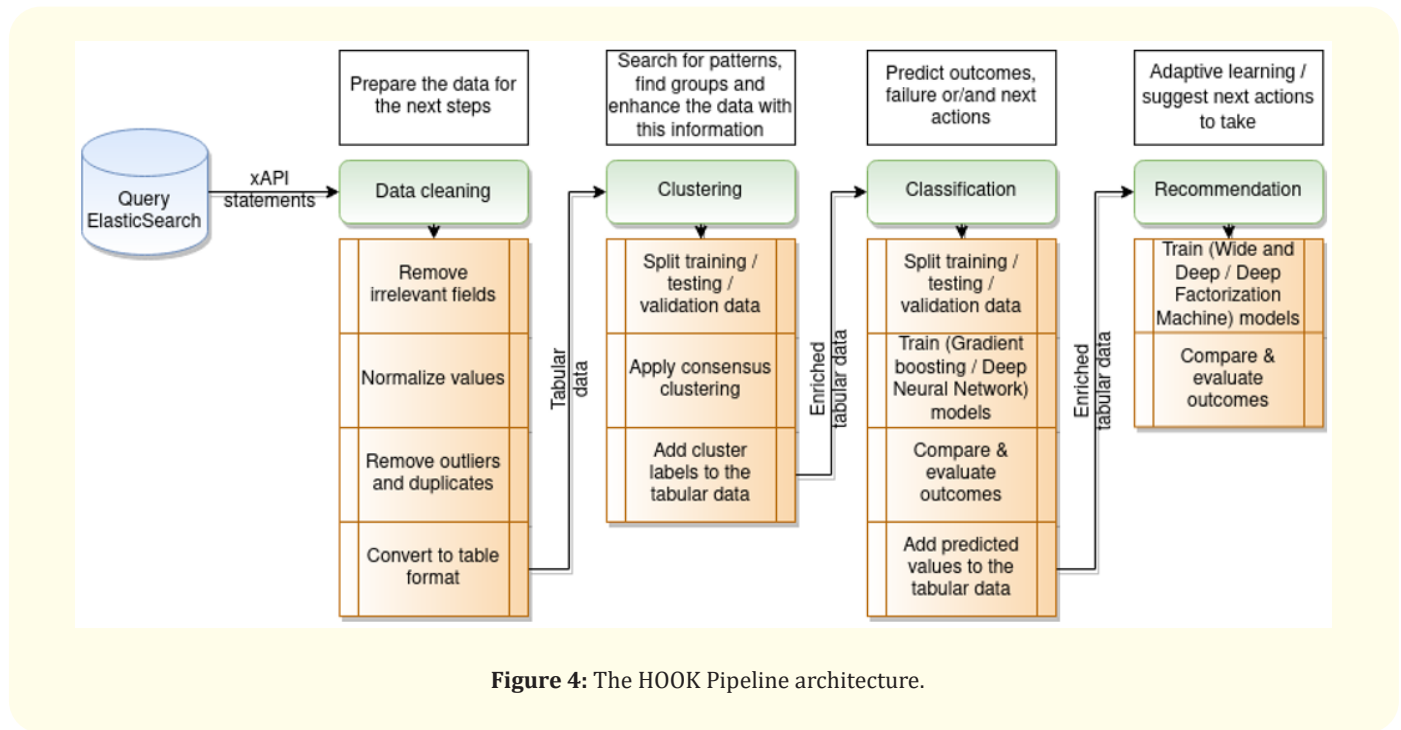 Prepare the data for
the next steps
Search for patterns,
find groups and
enhance the data with
this information
Predict outcomes,
failure or/and next
actions
Adaptive learning /
suggest next actions
to take
Query
ElasticSearch
xAPI
statements
Data cleaning
Clustering
Classification
Recommendation
Remove
irrelevant fields
Normalize values
Remove outliers
and duplicates
Convert to table
format
Tabular
data
Split training /
testing /
validation data
Apply consensus
clustering
Add cluster
labels to the
tabular data
Enriched
tabular data
Split training /
testing /
validation data
Train (Gradient
boosting / Deep
Neural Network)
models
Compare &
evaluate
outcomes
Add predicted
values to the
tabular data
Enriched
tabular data
Train (Wide and
Deep / Deep
Factorization
Machine) models
Compare &
evaluate
outcomes
Figure 4: The HOOK Pipeline architecture.